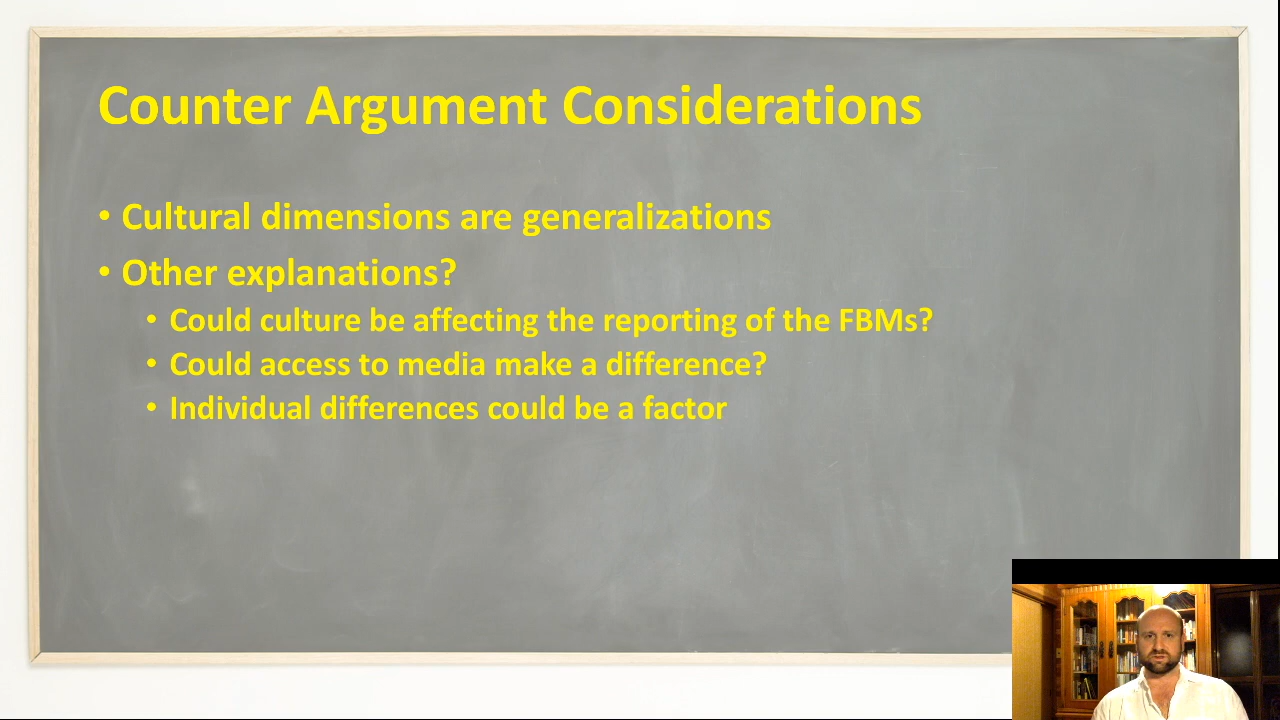 Counter Argument Considerations
• Cultural dimensions are generalizations
• Other explanations?
• Could culture be affecting the reporting of the FBMs?
• Could access to media make a difference?
• Individual differences could be a factor